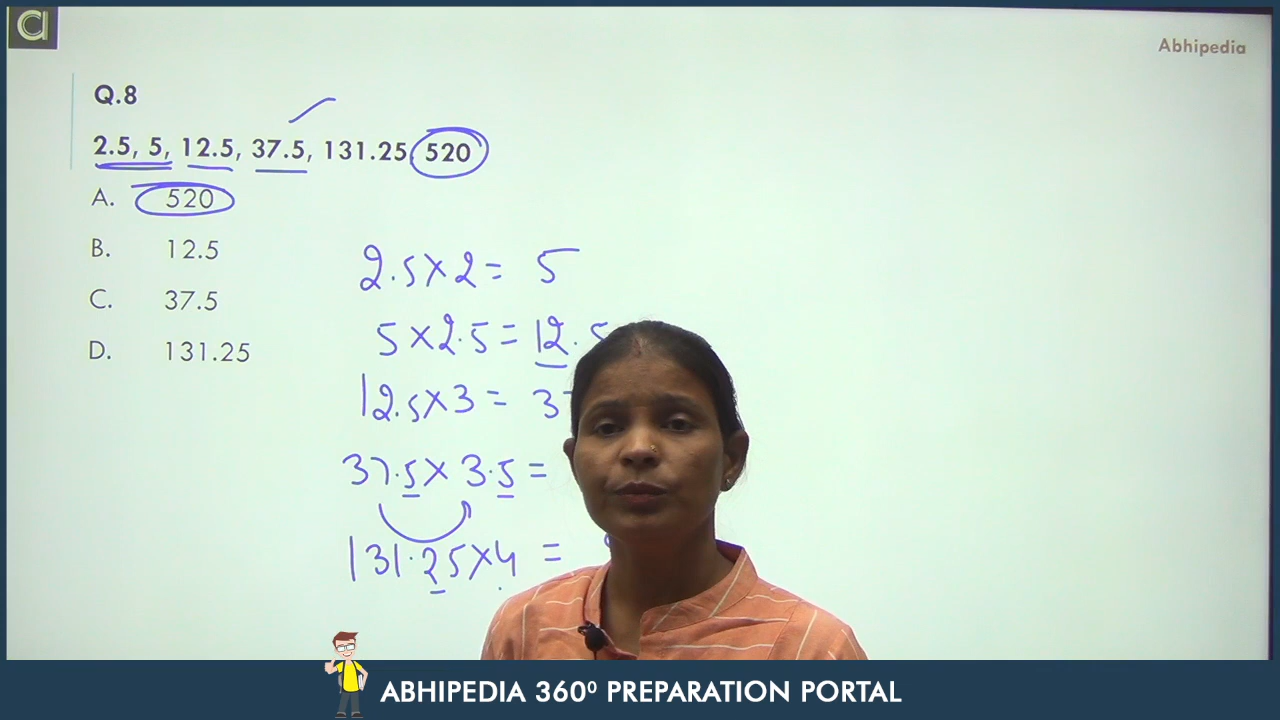 a
Abhipedia
Q.8
2.5, 5, 12.5, 37.5, 131.25, 520
A. 520
B. 12.5
C. 37.5
D. 131.25
2.5×2= 5
5×2.5= 12.5
12.5×3 = 37
37.5×3.5=
131.25×4 =
ABHIPEDIA 360⁰ PREPARATION PORTAL